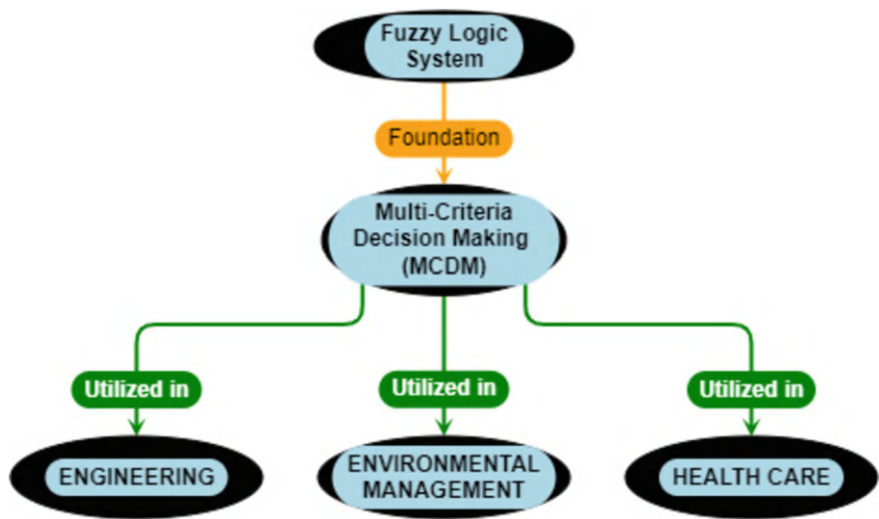 Fuzzy Logic
System
Foundation
Multi-Criteria
Decision Making
(MCDM)
Utilized in
Utilized in
Utilized in
ENGINEERING
ENVIRONMENTAL
MANAGEMENT
HEALTH CARE